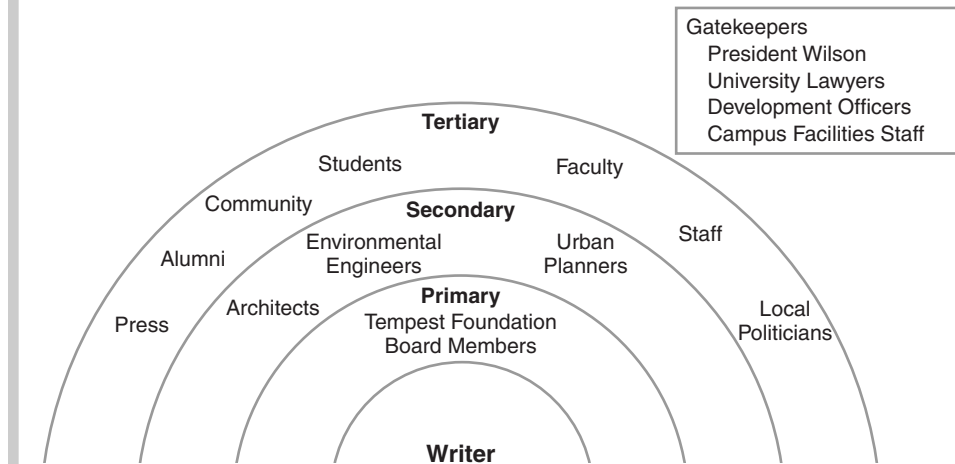 Gatekeepers
President Wilson
University Lawyers
Development Officers
Campus Facilities Staff
Tertiary
Students
Faculty
Community
Staff
Alumni
Press
Local
Politicians
Secondary
Environmental
Engineers
Urban
Planners
Architects
Primary
Tempest Foundation
Board Members
Writer